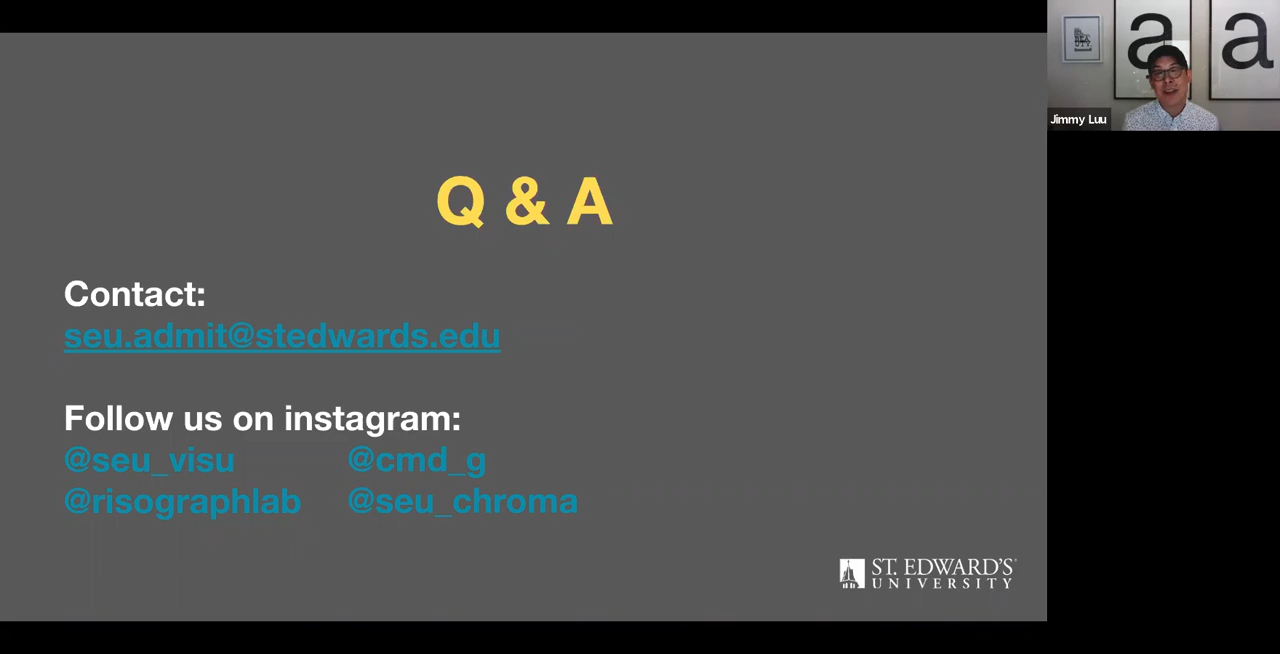 Q & A
Contact:
seu.admit@stedwards.edu
Follow us on instagram:
@seu_visu @cmd_g
@risographlab @seu_chroma
ST. EDWARD'S
UNIVERSITY
a a
Jimmy Luu